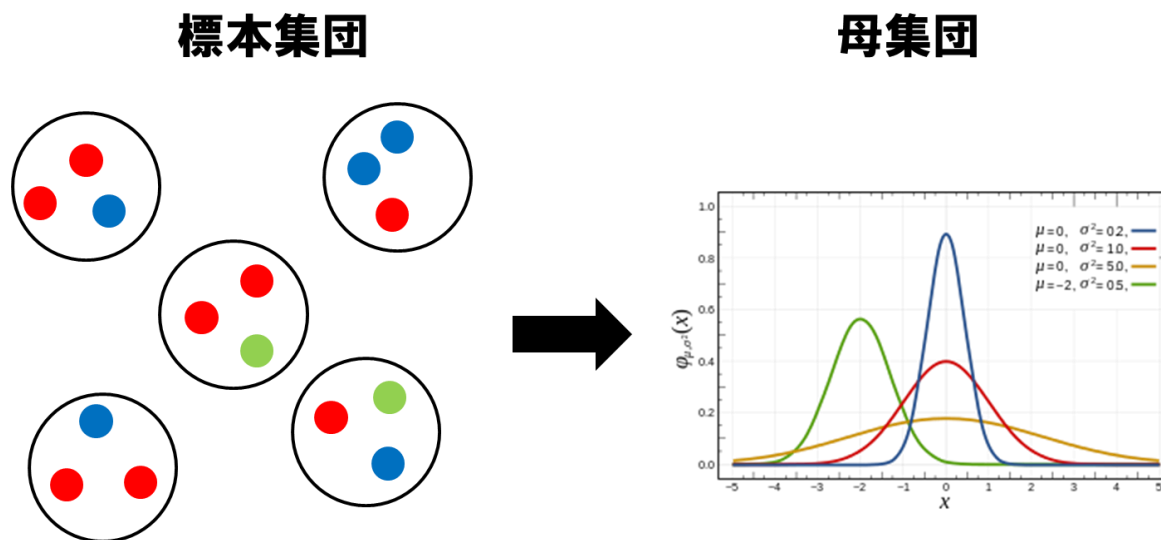 標本集団
母集団
1.0
0.8
0.6
0.4
0.2
0.0
φμ,σ²(x)
μ=0, σ²=0.2,
μ=0, σ²=1.0,
μ=0, σ²=5.0,
μ=−2, σ²=0.5,
−5 −4 −3 −2 −1 0 1 2 3 4 5
x